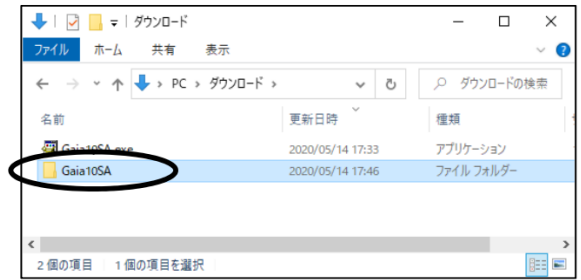 ダウンロード
ファイル ホーム 共有 表示
PC › ダウンロード › ダウンロードの検索
名前 更新日時 種類
Gaia10SA.exe 2020/05/14 17:33 アプリケーション
Gaia10SA 2020/05/14 17:46 ファイル フォルダー
2 個の項目 1 個の項目を選択